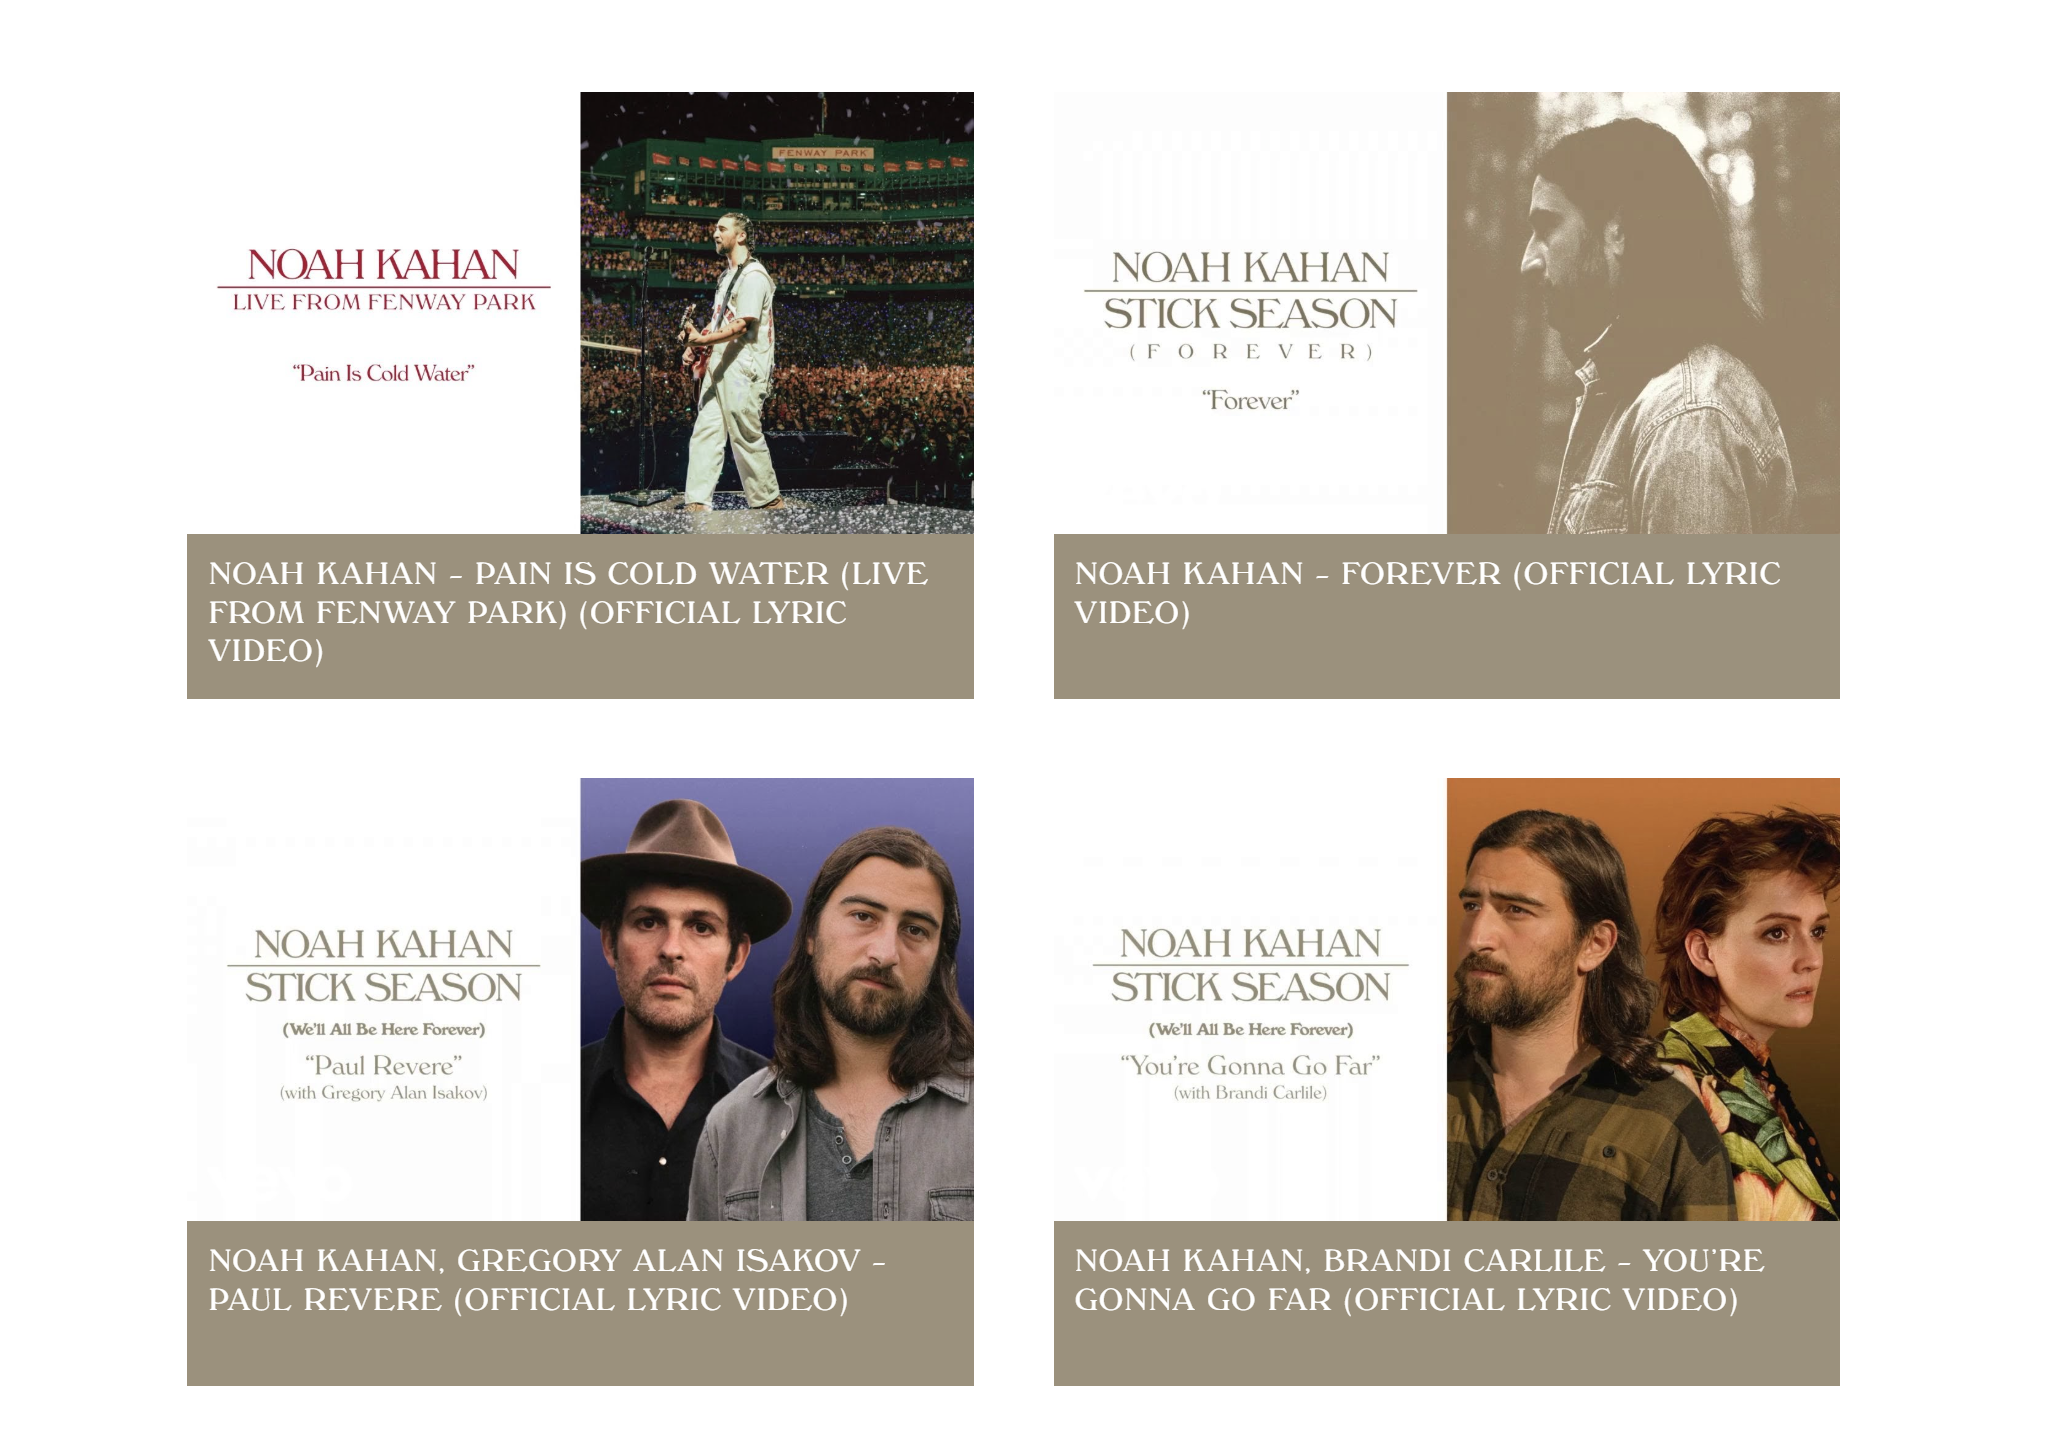 NOAH KAHAN
LIVE FROM FENWAY PARK
“Pain Is Cold Water”
FENWAY PARK
NOAH KAHAN – PAIN IS COLD WATER (LIVE
FROM FENWAY PARK) (OFFICIAL LYRIC
VIDEO)
NOAH KAHAN
STICK SEASON
(FOREVER)
“Forever”
NOAH KAHAN – FOREVER (OFFICIAL LYRIC
VIDEO)
NOAH KAHAN
STICK SEASON
(We'll All Be Here Forever)
“Paul Revere”
(with Gregory Alan Isakov)
NOAH KAHAN, GREGORY ALAN ISAKOV –
PAUL REVERE (OFFICIAL LYRIC VIDEO)
NOAH KAHAN
STICK SEASON
(We'll All Be Here Forever)
“You're Gonna Go Far”
(with Brandi Carlile)
NOAH KAHAN, BRANDI CARLILE – YOU'RE
GONNA GO FAR (OFFICIAL LYRIC VIDEO)